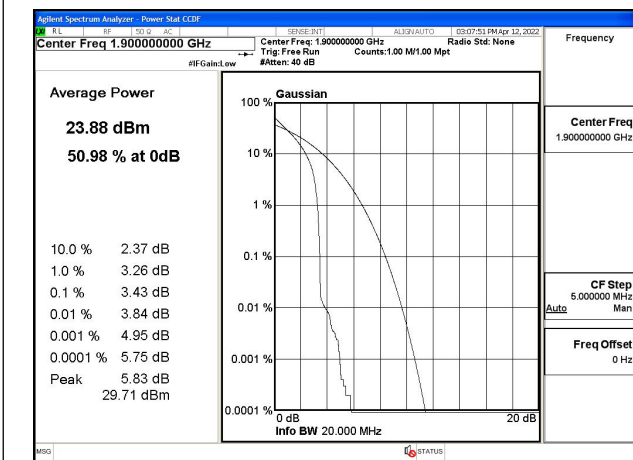 Agilent Spectrum Analyzer - Power Stat CCDF
RL RF 50 Ω AC SENSE:INT ALIGN AUTO 03:07:51 PM Apr 12, 2022
Center Freq 1.900000000 GHz
Center Freq: 1.900000000 GHz Radio Std: None
Trig: Free Run Counts:1.00 M/1.00 Mpt
#IFGain:Low #Atten: 40 dB
Frequency
Average Power
23.88 dBm
50.98 % at 0dB
10.0 % 2.37 dB
1.0 % 3.26 dB
0.1 % 3.43 dB
0.01 % 3.84 dB
0.001 % 4.95 dB
0.0001 % 5.75 dB
Peak 5.83 dB
29.71 dBm
Gaussian
100 %
10 %
1 %
0.1 %
0.01 %
0.001 %
0.0001 %
0 dB 20 dB
Info BW 20.000 MHz
Center Freq
1.900000000 GHz
CF Step
5.000000 MHz
Auto Man
Freq Offset
0 Hz
MSG STATUS